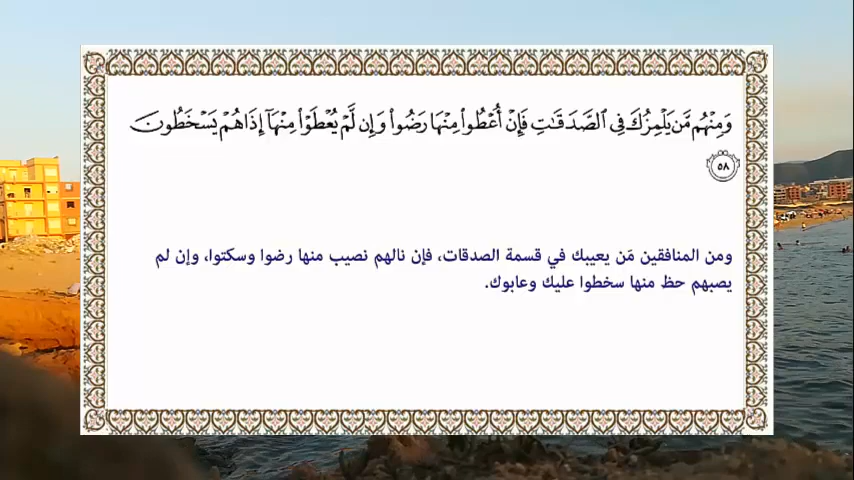 وَمِنْهُم مَّن يَلْمِزُكَ فِي ٱلصَّدَقَـٰتِ فَإِنْ أُعْطُوا۟ مِنْهَا رَضُوا۟ وَإِن لَّمْ يُعْطَوْا۟ مِنْهَآ إِذَا هُمْ يَسْخَطُونَ
٥٨
ومن المنافقين مَن يعيبك في قسمة الصدقات، فإن نالهم نصيب منها رضوا وسكتوا، وإن لم
يصبهم حظ منها سخطوا عليك وعابوك.